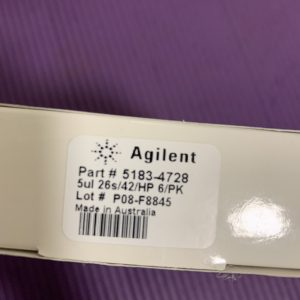 Agilent
Part # 5183-4728
5ul 26s/42/HP 6/PK
Lot # P08-F8845
Made in Australia